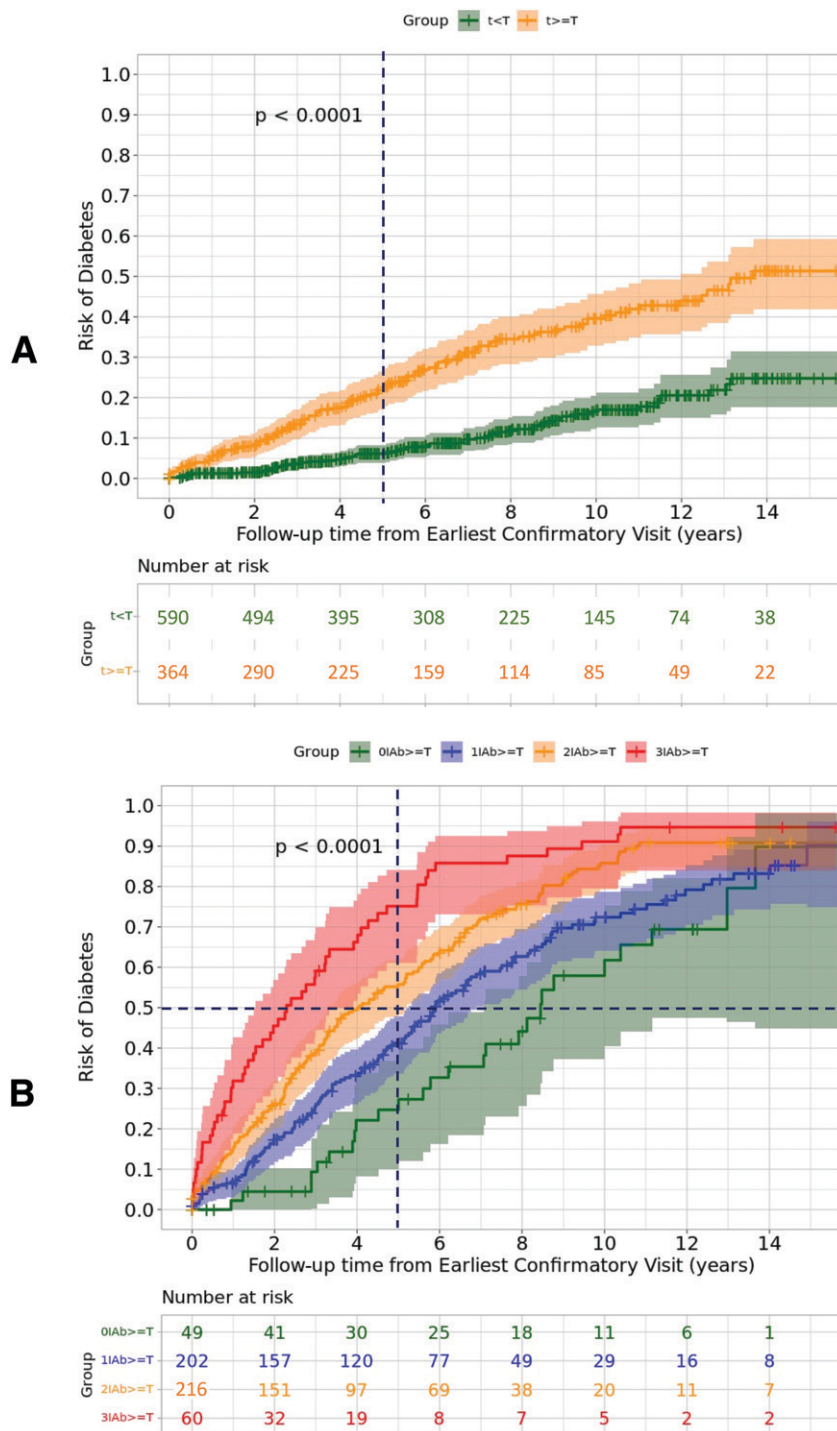 Group t<T t>=T
1.0
0.9
0.8
0.7
0.6
0.5
0.4
0.3
0.2
0.1
0.0
Risk of Diabetes
p < 0.0001
A
0 2 4 6 8 10 12 14
Follow-up time from Earliest Confirmatory Visit (years)
Number at risk
Group
t<T 590 494 395 308 225 145 74 38
t>=T 364 290 225 159 114 85 49 22
Group 0IAb>=T 1IAb>=T 2IAb>=T 3IAb>=T
1.0
0.9
0.8
0.7
0.6
0.5
0.4
0.3
0.2
0.1
0.0
Risk of Diabetes
p < 0.0001
B
0 2 4 6 8 10 12 14
Follow-up time from Earliest Confirmatory Visit (years)
Number at risk
Group
0IAb>=T 49 41 30 25 18 11 6 1
1IAb>=T 202 157 120 77 49 29 16 8
2IAb>=T 216 151 97 69 38 20 11 7
3IAb>=T 60 32 19 8 7 5 2 2